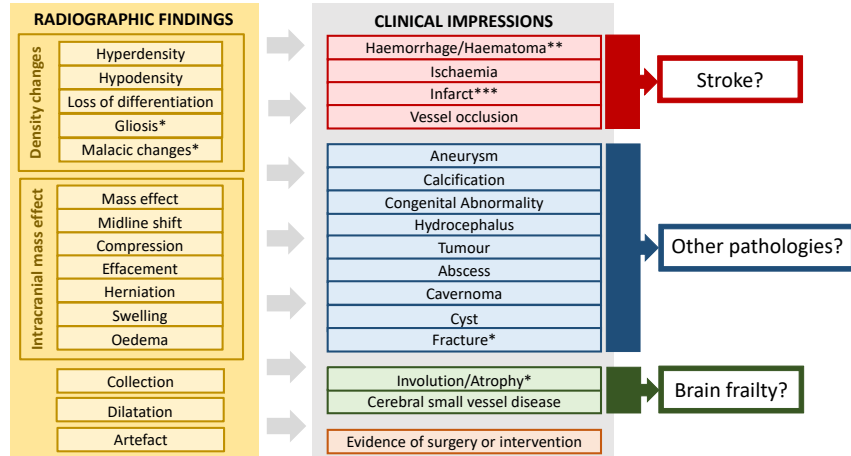 RADIOGRAPHIC FINDINGS
Density changes
Hyperdensity
Hypodensity
Loss of differentiation
Gliosis*
Malacic changes*
Intracranial mass effect
Mass effect
Midline shift
Compression
Effacement
Herniation
Swelling
Oedema
Collection
Dilatation
Artefact
CLINICAL IMPRESSIONS
Haemorrhage/Haematoma**
Ischaemia
Infarct***
Vessel occlusion
Aneurysm
Calcification
Congenital Abnormality
Hydrocephalus
Tumour
Abscess
Cavernoma
Cyst
Fracture*
Involution/Atrophy*
Cerebral small vessel disease
Evidence of surgery or intervention
Stroke?
Other pathologies?
Brain frailty?